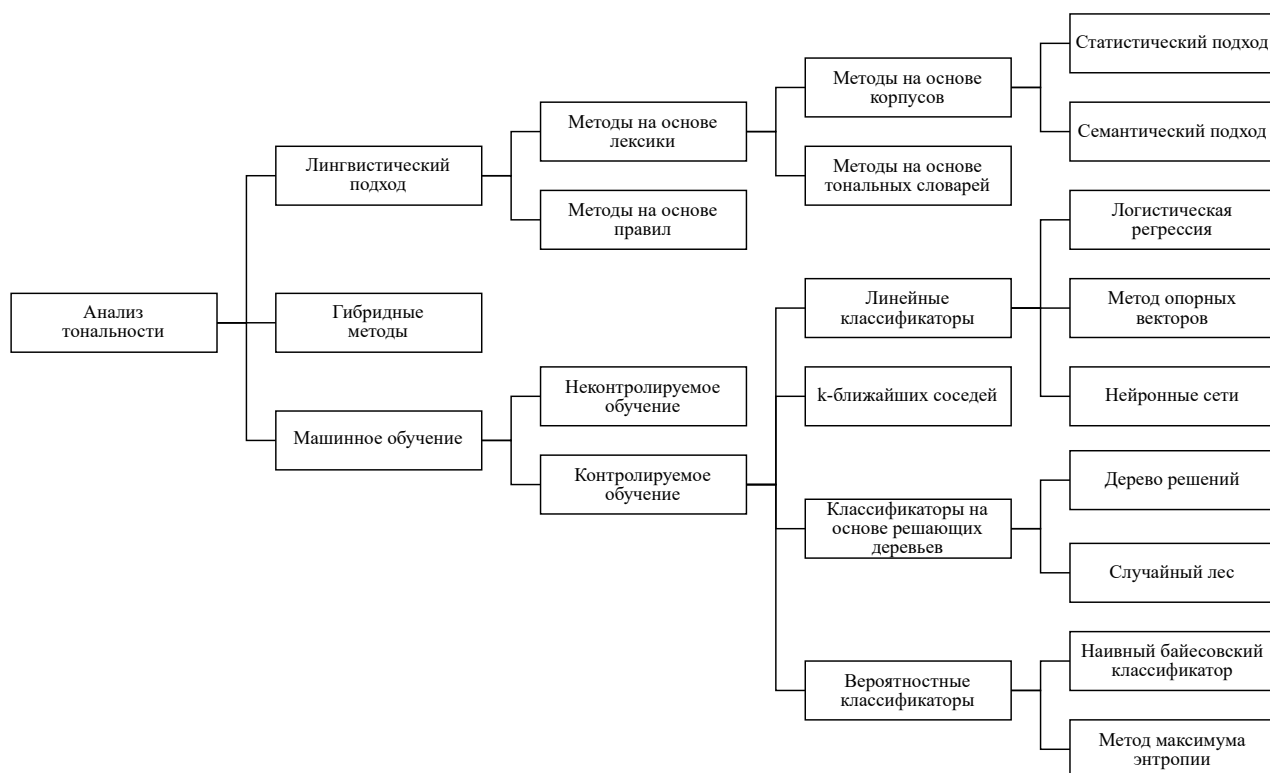 Анализ
тональности
Лингвистический
подход
Гибридные
методы
Машинное обучение
Методы на основе
лексики
Методы на основе
правил
Неконтролируемое
обучение
Контролируемое
обучение
Методы на основе
корпусов
Методы на основе
тональных словарей
Линейные
классификаторы
k-ближайших соседей
Классификаторы на
основе решающих
деревьев
Вероятностные
классификаторы
Статистический подход
Семантический подход
Логистическая
регрессия
Метод опорных
векторов
Нейронные сети
Дерево решений
Случайный лес
Наивный байесовский
классификатор
Метод максимума
энтропии